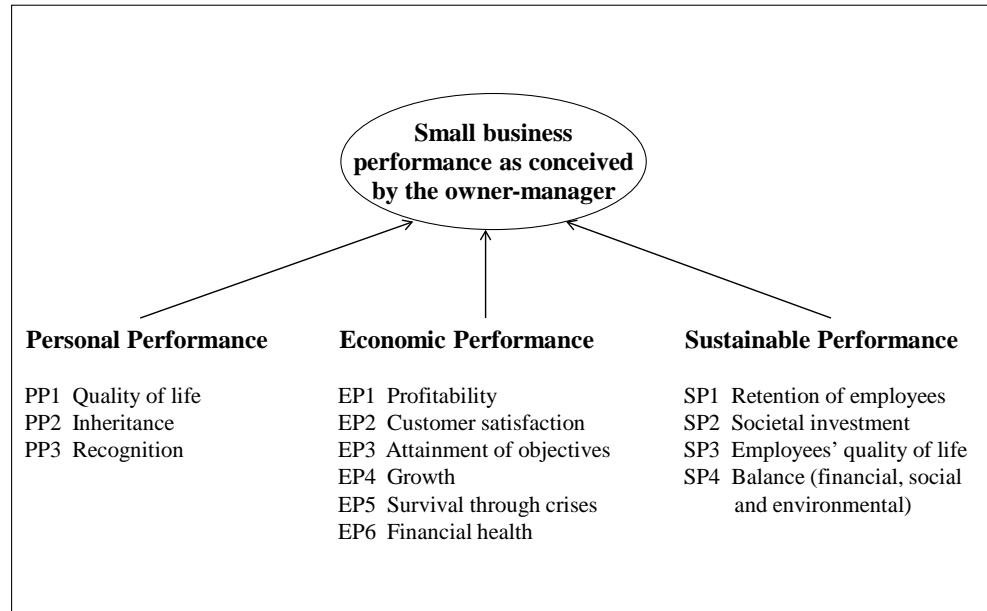 Small business
performance as conceived
by the owner-manager
Personal Performance
PP1 Quality of life
PP2 Inheritance
PP3 Recognition
Economic Performance
EP1 Profitability
EP2 Customer satisfaction
EP3 Attainment of objectives
EP4 Growth
EP5 Survival through crises
EP6 Financial health
Sustainable Performance
SP1 Retention of employees
SP2 Societal investment
SP3 Employees’ quality of life
SP4 Balance (financial, social
and environmental)